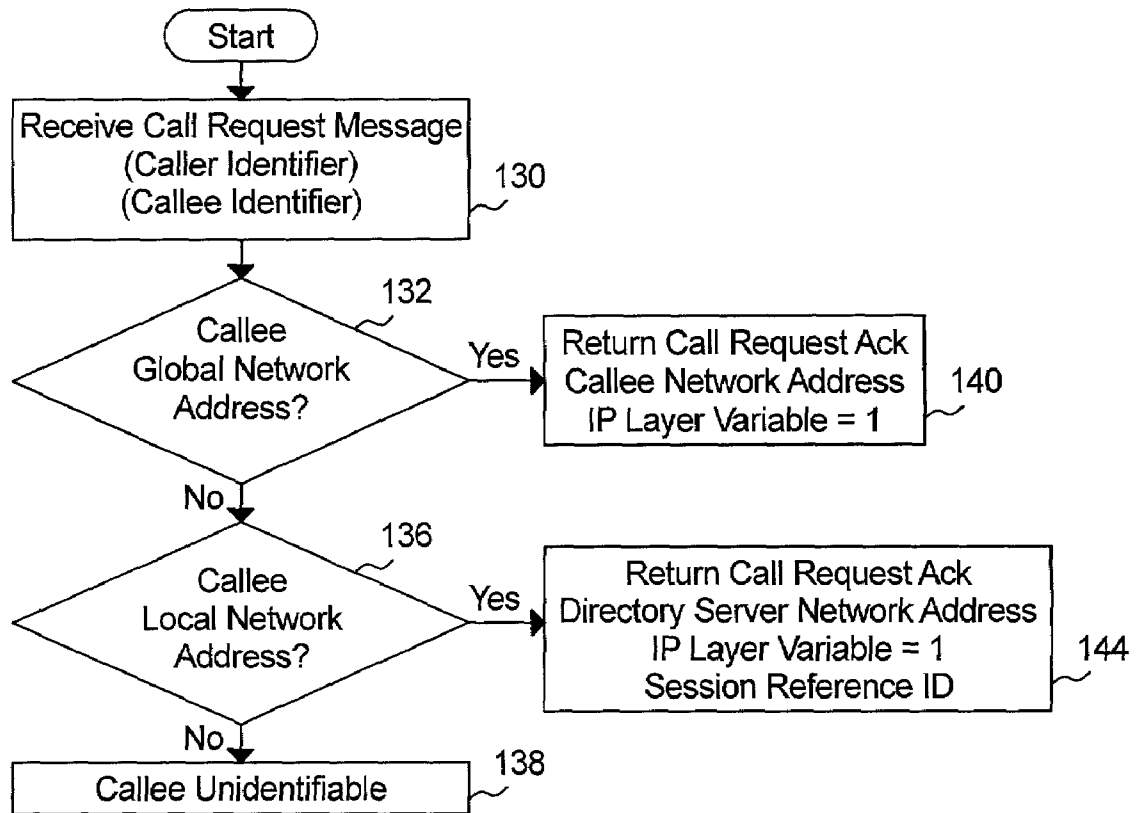 Start
Receive Call Request Message
(Caller Identifier)
(Callee Identifier)
130
132
Callee
Global Network
Address?
Yes
Return Call Request Ack
Callee Network Address
IP Layer Variable = 1
140
No
136
Callee
Local Network
Address?
Yes
Return Call Request Ack
Directory Server Network Address
IP Layer Variable = 1
Session Reference ID
144
No
Callee Unidentifiable
138